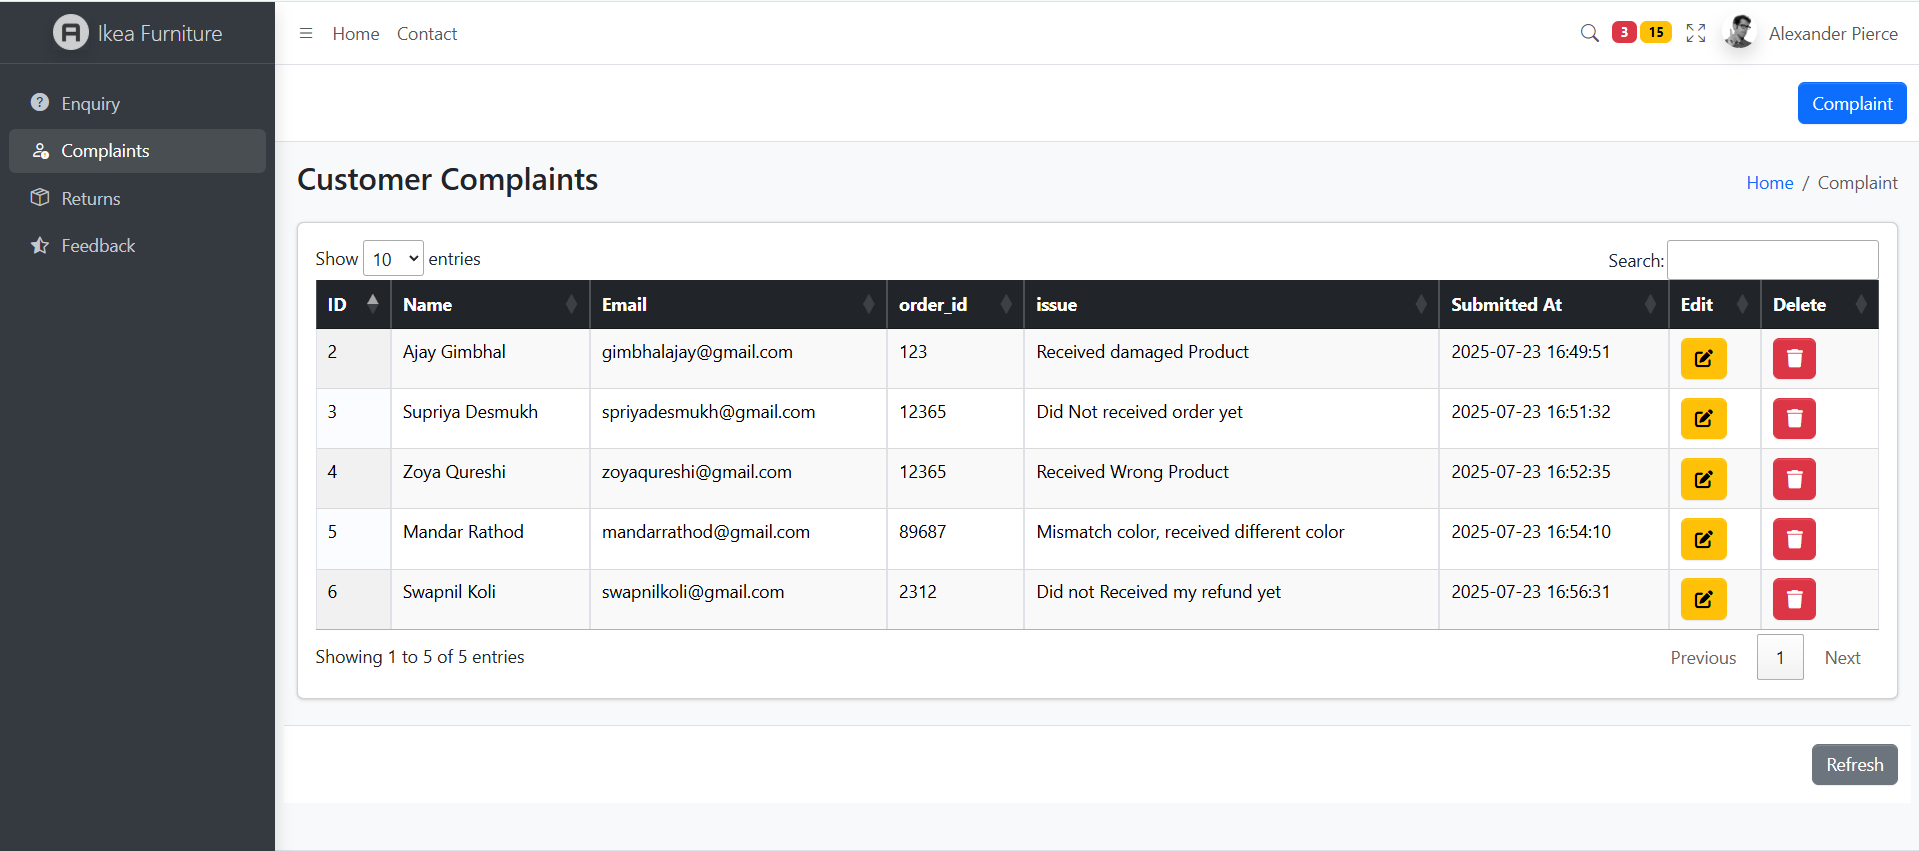 Ikea Furniture
Home Contact 3 15 Alexander Pierce
Enquiry
Complaints
Returns
Feedback
Complaint
Customer Complaints
Home / Complaint
Show 10 entries
Search:
ID Name Email order_id issue Submitted At Edit Delete
2 Ajay Gimbhal gimbhalajay@gmail.com 123 Received damaged Product 2025-07-23 16:49:51
3 Supriya Desmukh spriyadesmukh@gmail.com 12365 Did Not received order yet 2025-07-23 16:51:32
4 Zoya Qureshi zoyaqureshi@gmail.com 12365 Received Wrong Product 2025-07-23 16:52:35
5 Mandar Rathod mandarrathod@gmail.com 89687 Mismatch color, received different color 2025-07-23 16:54:10
6 Swapnil Koli swapnilkoli@gmail.com 2312 Did not Received my refund yet 2025-07-23 16:56:31
Showing 1 to 5 of 5 entries
Previous 1 Next
Refresh